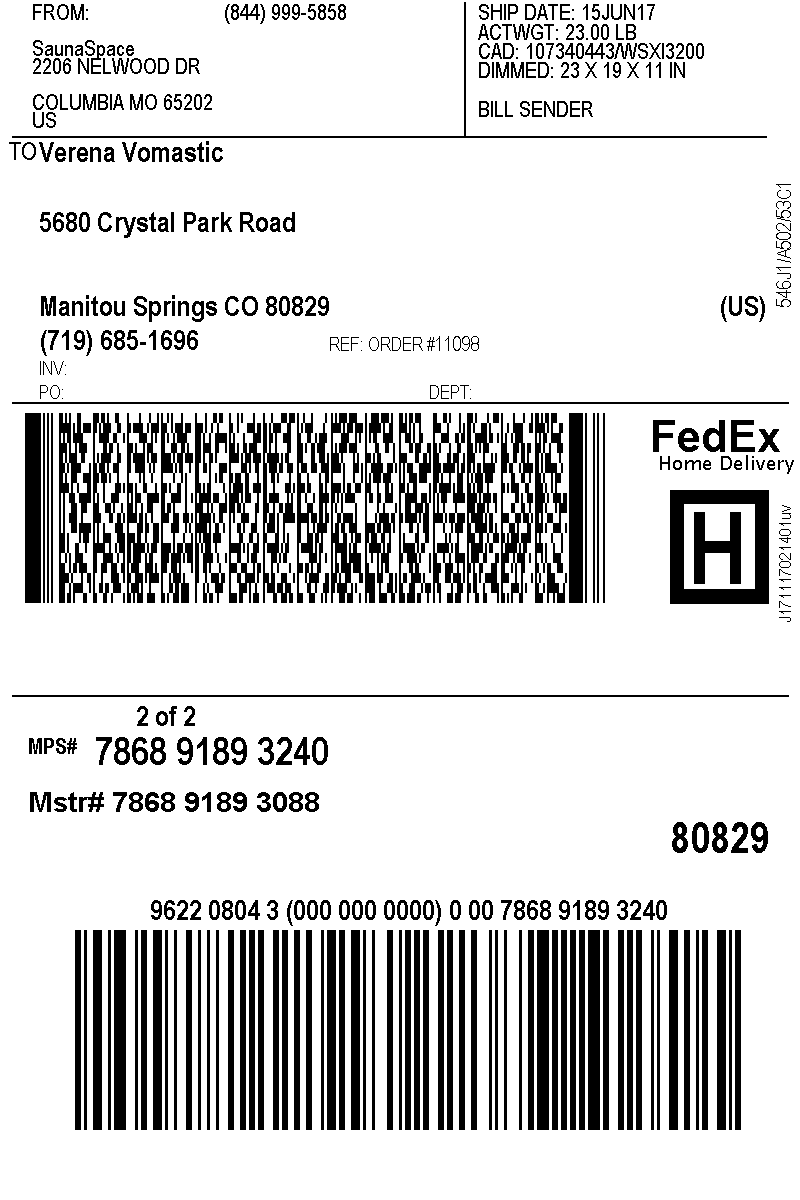 FROM: (844) 999-5858
SaunaSpace
2206 NELWOOD DR
COLUMBIA MO 65202
US
SHIP DATE: 15JUN17
ACTWGT: 23.00 LB
CAD: 107340443/WSXI3200
DIMMED: 23 X 19 X 11 IN
BILL SENDER
TO Verena Vomastic
5680 Crystal Park Road
Manitou Springs CO 80829 (US)
(719) 685-1696 REF: ORDER #11098
INV:
PO: DEPT:
546J1/A502/53C1
FedEx
Home Delivery
H
J171117021401uv
2 of 2
MPS# 7868 9189 3240
Mstr# 7868 9189 3088
80829
9622 0804 3 (000 000 0000) 0 00 7868 9189 3240